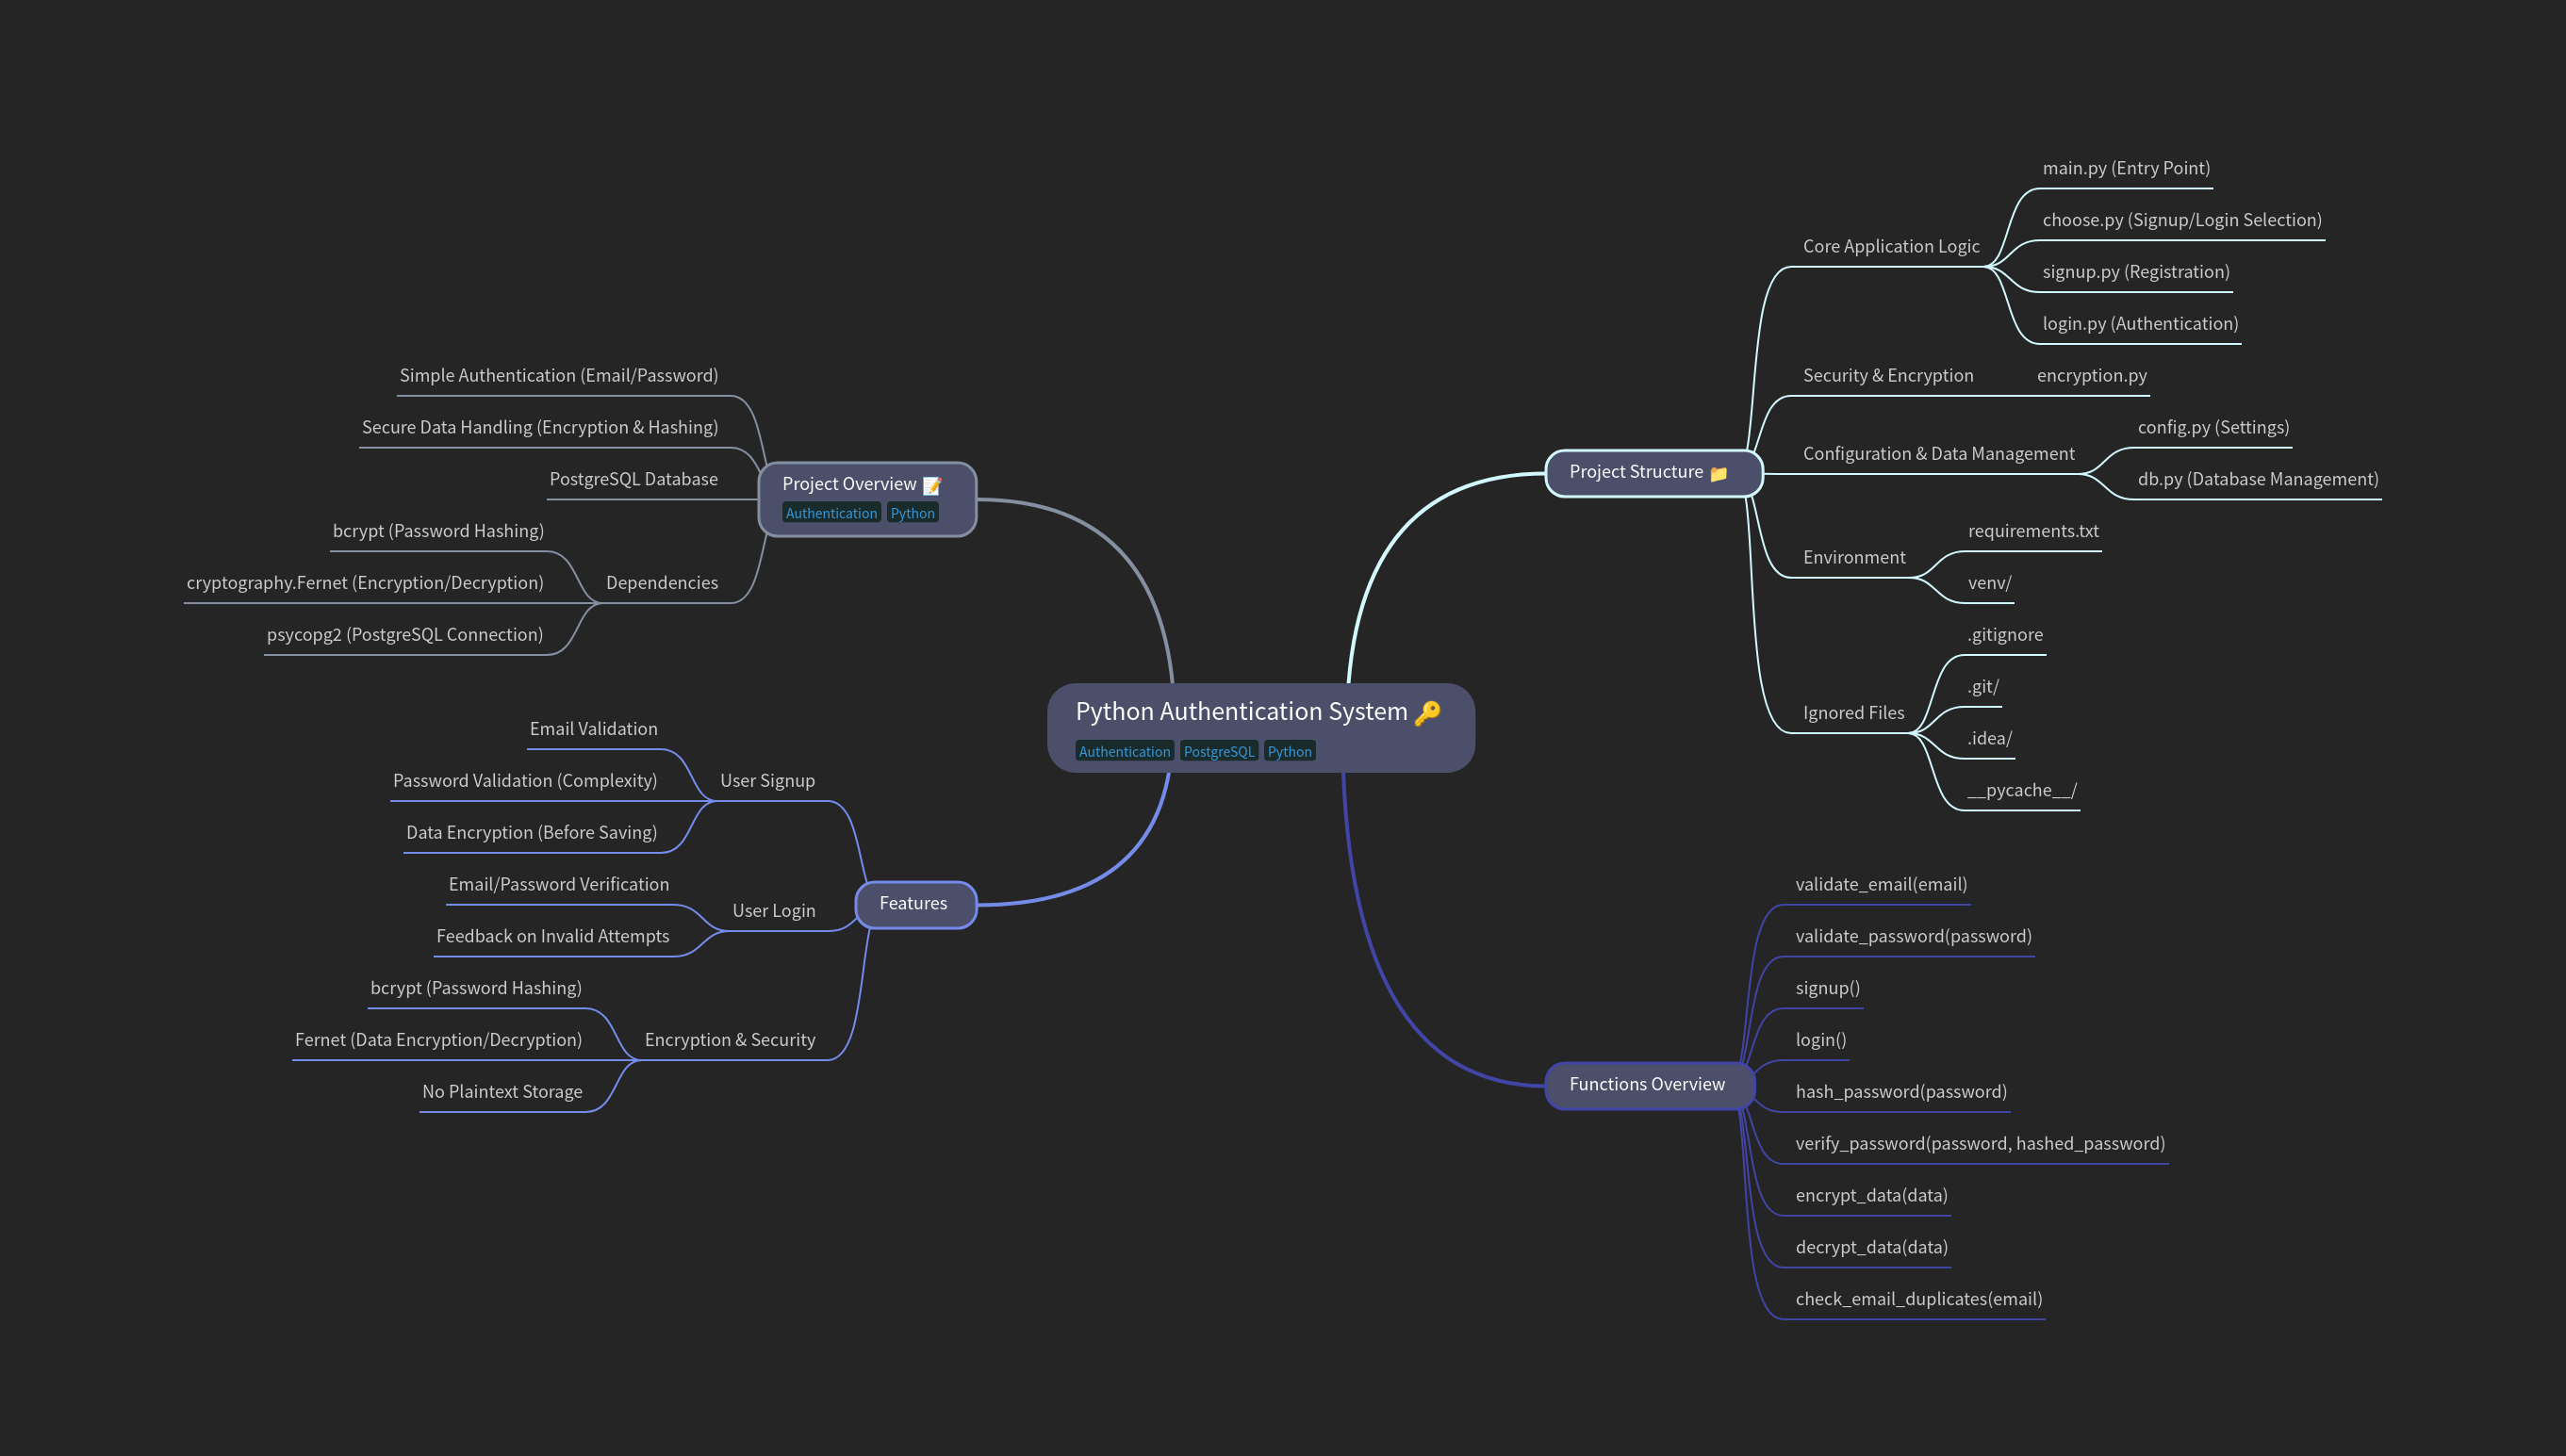 Python Authentication System 🔑
Authentication PostgreSQL Python
Project Overview 📝
Authentication Python
Simple Authentication (Email/Password)
Secure Data Handling (Encryption & Hashing)
PostgreSQL Database
Dependencies
bcrypt (Password Hashing)
cryptography.Fernet (Encryption/Decryption)
psycopg2 (PostgreSQL Connection)
Features
User Signup
Email Validation
Password Validation (Complexity)
Data Encryption (Before Saving)
User Login
Email/Password Verification
Feedback on Invalid Attempts
Encryption & Security
bcrypt (Password Hashing)
Fernet (Data Encryption/Decryption)
No Plaintext Storage
Project Structure 📁
Core Application Logic
main.py (Entry Point)
choose.py (Signup/Login Selection)
signup.py (Registration)
login.py (Authentication)
Security & Encryption
encryption.py
Configuration & Data Management
config.py (Settings)
db.py (Database Management)
Environment
requirements.txt
venv/
Ignored Files
.gitignore
.git/
.idea/
__pycache__/
Functions Overview
validate_email(email)
validate_password(password)
signup()
login()
hash_password(password)
verify_password(password, hashed_password)
encrypt_data(data)
decrypt_data(data)
check_email_duplicates(email)